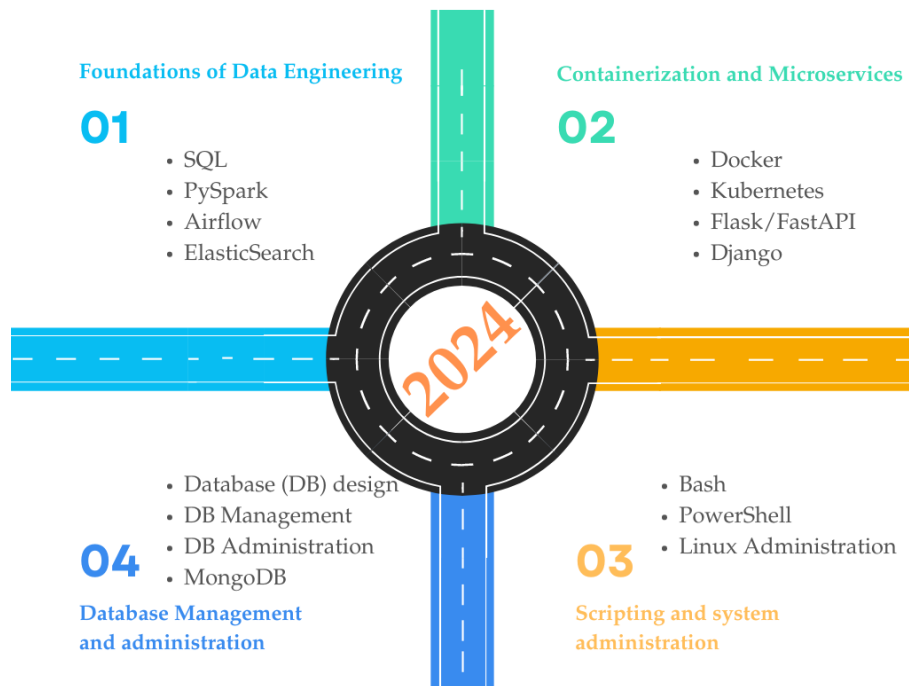 Foundations of Data Engineering
01
SQL
PySpark
Airflow
ElasticSearch
Containerization and Microservices
02
Docker
Kubernetes
Flask/FastAPI
Django
2024
Database (DB) design
DB Management
DB Administration
MongoDB
04
Database Management
and administration
Bash
PowerShell
Linux Administration
03
Scripting and system
administration